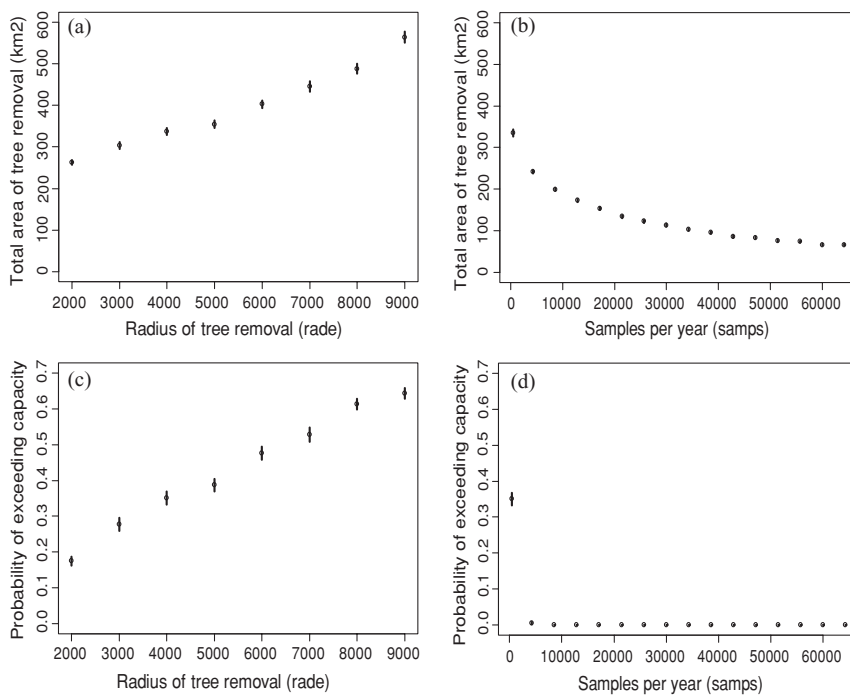 (a)
Total area of tree removal (km2)
600
500
400
300
200
100
0
2000 3000 4000 5000 6000 7000 8000 9000
Radius of tree removal (rade)
(b)
Total area of tree removal (km2)
600
500
400
300
200
100
0
0 10000 20000 30000 40000 50000 60000
Samples per year (samps)
(c)
Probability of exceeding capacity
0.7
0.6
0.5
0.4
0.3
0.2
0.1
0.0
2000 3000 4000 5000 6000 7000 8000 9000
Radius of tree removal (rade)
(d)
Probability of exceeding capacity
0.7
0.6
0.5
0.4
0.3
0.2
0.1
0.0
0 10000 20000 30000 40000 50000 60000
Samples per year (samps)